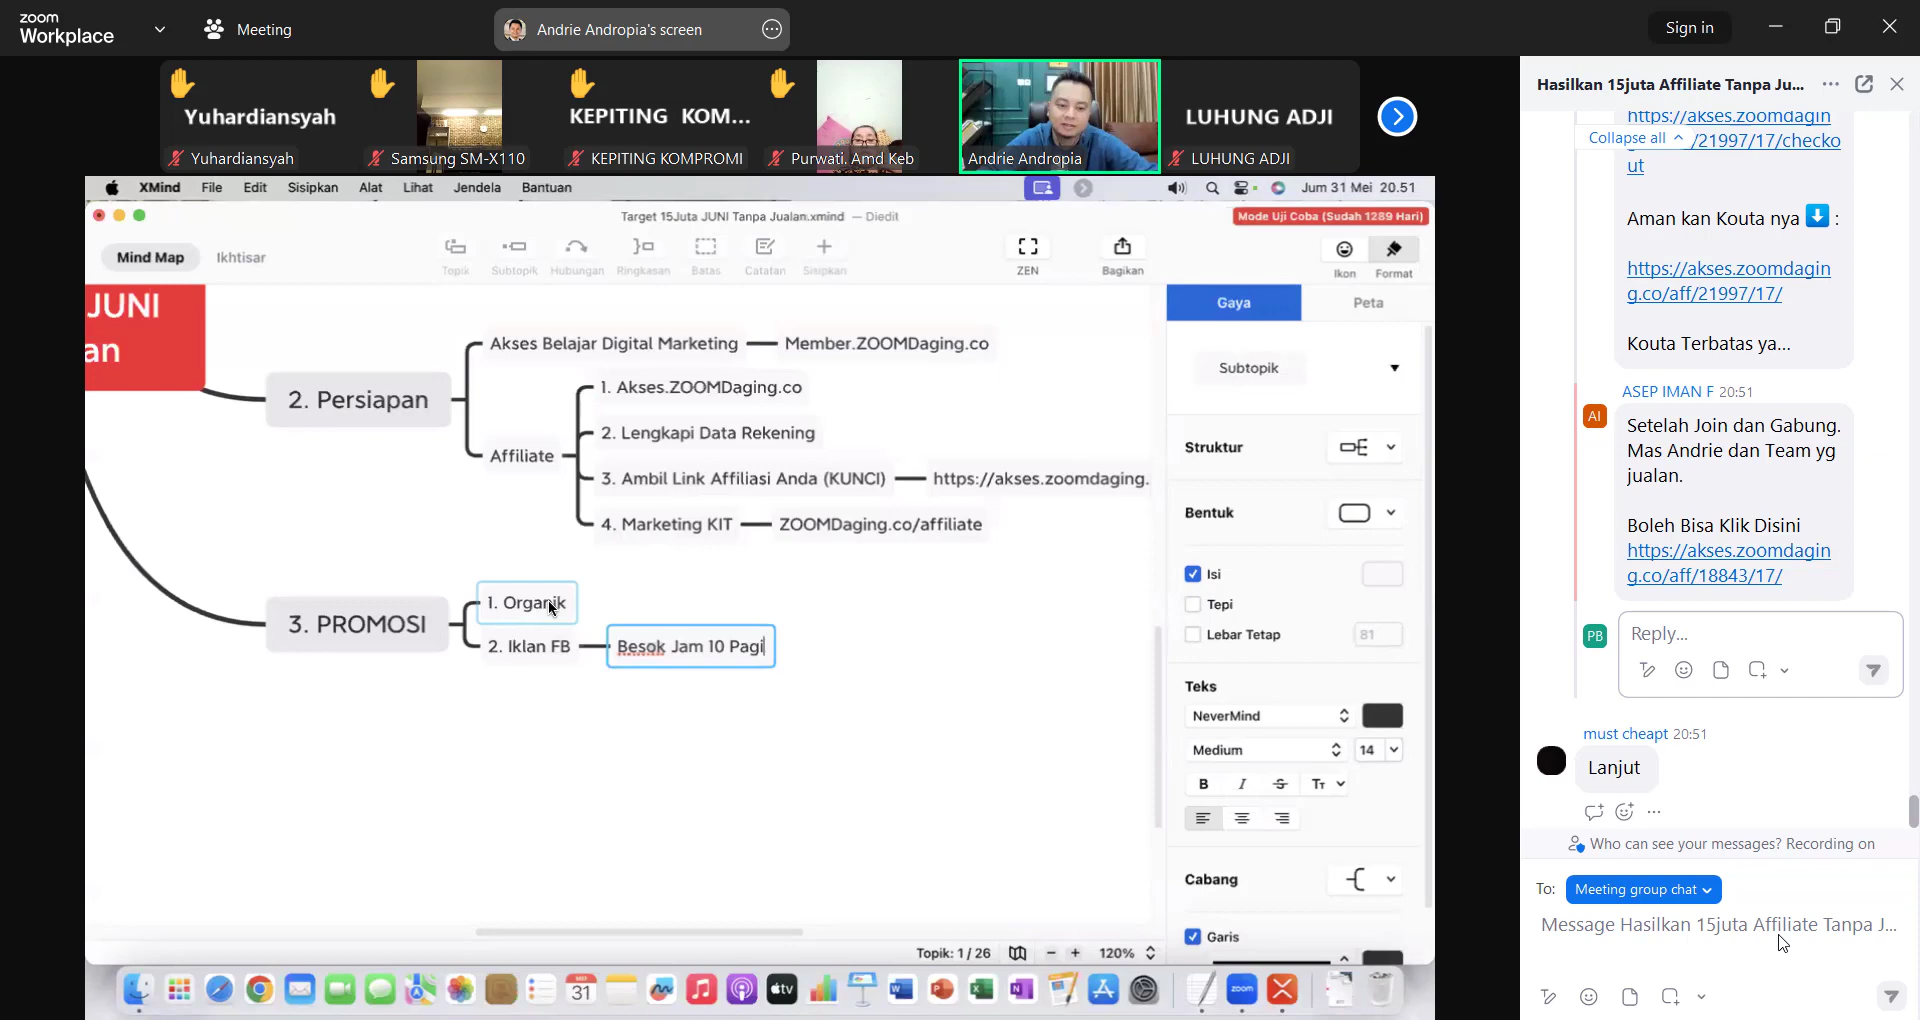 zoom
Workplace
Meeting
Andrie Andropia's screen
Sign in
Yuhardiansyah
KEPITING KOM...
LUHUNG ADJI
Yuhardiansyah
Samsung SM-X110
KEPITING KOMPROMI
Purwati. Amd Keb
Andrie Andropia
LUHUNG ADJI
XMind File Edit Sisipkan Alat Lihat Jendela Bantuan
Jum 31 Mei 20.51
Target 15Juta JUNI Tanpa Jualan.xmind — Diedit
Mode Uji Coba (Sudah 1289 Hari)
Mind Map
Ikhtisar
Topik
Subtopik
Hubungan
Ringkasan
Batas
Catatan
Sisipkan
ZEN
Bagikan
Ikon
Format
JUNI
an
2. Persiapan
Akses Belajar Digital Marketing
Member.ZOOMDaging.co
Affiliate
1. Akses.ZOOMDaging.co
2. Lengkapi Data Rekening
3. Ambil Link Affiliasi Anda (KUNCI)
https://akses.zoomdaging.
4. Marketing KIT
ZOOMDaging.co/affiliate
3. PROMOSI
1. Organik
2. Iklan FB
Besok Jam 10 Pagi
Gaya
Peta
Subtopik
Struktur
Bentuk
Isi
Tepi
Lebar Tetap
81
Teks
NeverMind
Medium
14
B I S Tт
Cabang
Garis
Topik: 1 / 26
120%
31
tv
zoom
Hasilkan 15juta Affiliate Tanpa Ju...
https://akses.zoomdagin
Collapse all
/21997/17/checko
ut
Aman kan Kouta nya :
https://akses.zoomdagin
g.co/aff/21997/17/
Kouta Terbatas ya...
ASEP IMAN F 20:51
AI
Setelah Join dan Gabung.
Mas Andrie dan Team yg
jualan.
Boleh Bisa Klik Disini
https://akses.zoomdagin
g.co/aff/18843/17/
PB
Reply...
must cheapt 20:51
Lanjut
Who can see your messages? Recording on
To:
Meeting group chat
Message Hasilkan 15juta Affiliate Tanpa J...